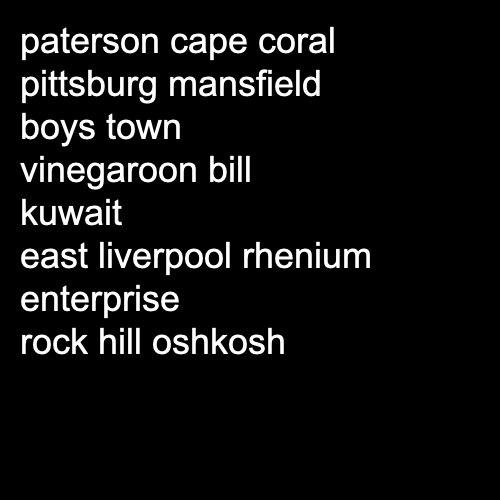 paterson cape coral
pittsburg mansfield
boys town
vinegaroon bill
kuwait
east liverpool rhenium
enterprise
rock hill oshkosh